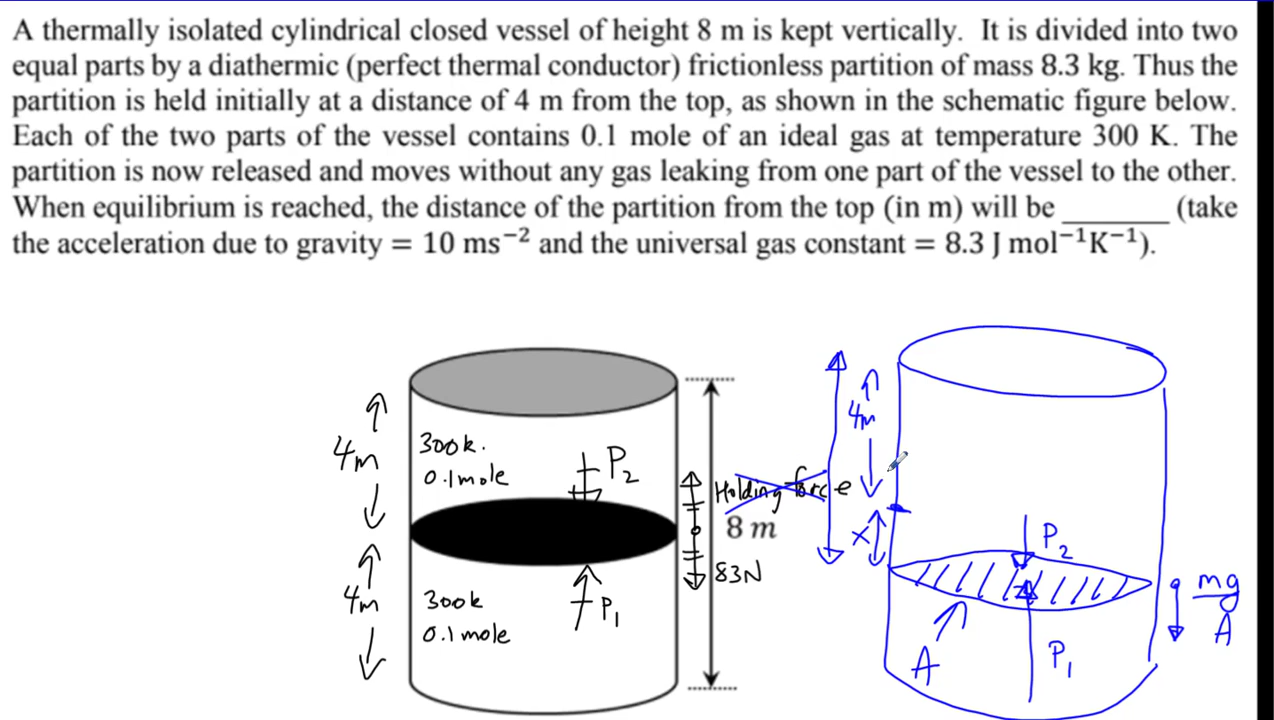 A thermally isolated cylindrical closed vessel of height 8 m is kept vertically. It is divided into two
equal parts by a diathermic (perfect thermal conductor) frictionless partition of mass 8.3 kg. Thus the
partition is held initially at a distance of 4 m from the top, as shown in the schematic figure below.
Each of the two parts of the vessel contains 0.1 mole of an ideal gas at temperature 300 K. The
partition is now released and moves without any gas leaking from one part of the vessel to the other.
When equilibrium is reached, the distance of the partition from the top (in m) will be _______ (take
the acceleration due to gravity = 10 ms⁻² and the universal gas constant = 8.3 J mol⁻¹K⁻¹).
4m
300k.
0.1mole
P₂
Holding force
8 m
83N
4m
300k
0.1 mole
P₁
4m
x
P₂
mg
A
A
P₁